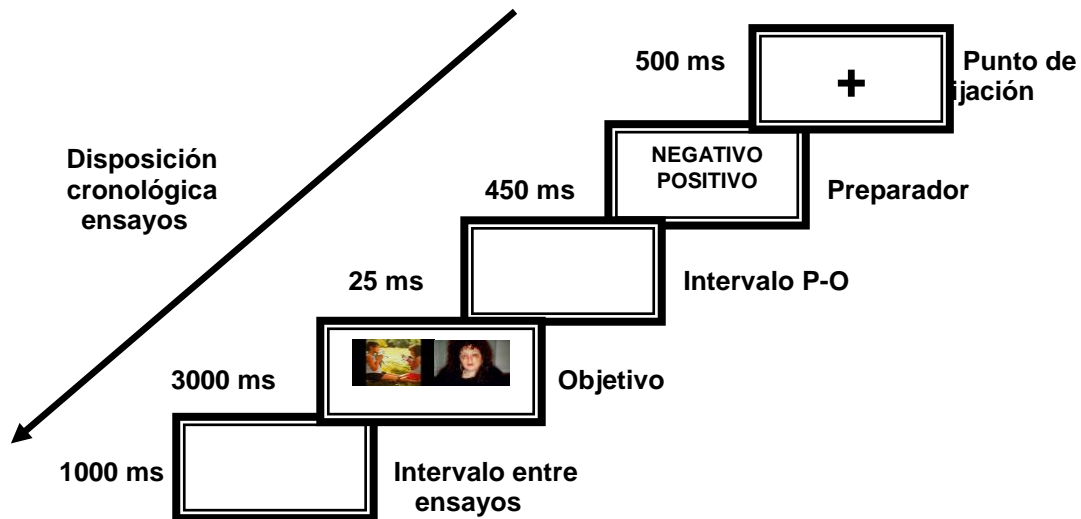 500 ms
+
Punto de
ijación
NEGATIVO
POSITIVO
Disposición
cronológica
ensayos
450 ms
Preparador
25 ms
Intervalo P-O
3000 ms
Objetivo
1000 ms
Intervalo entre
ensayos